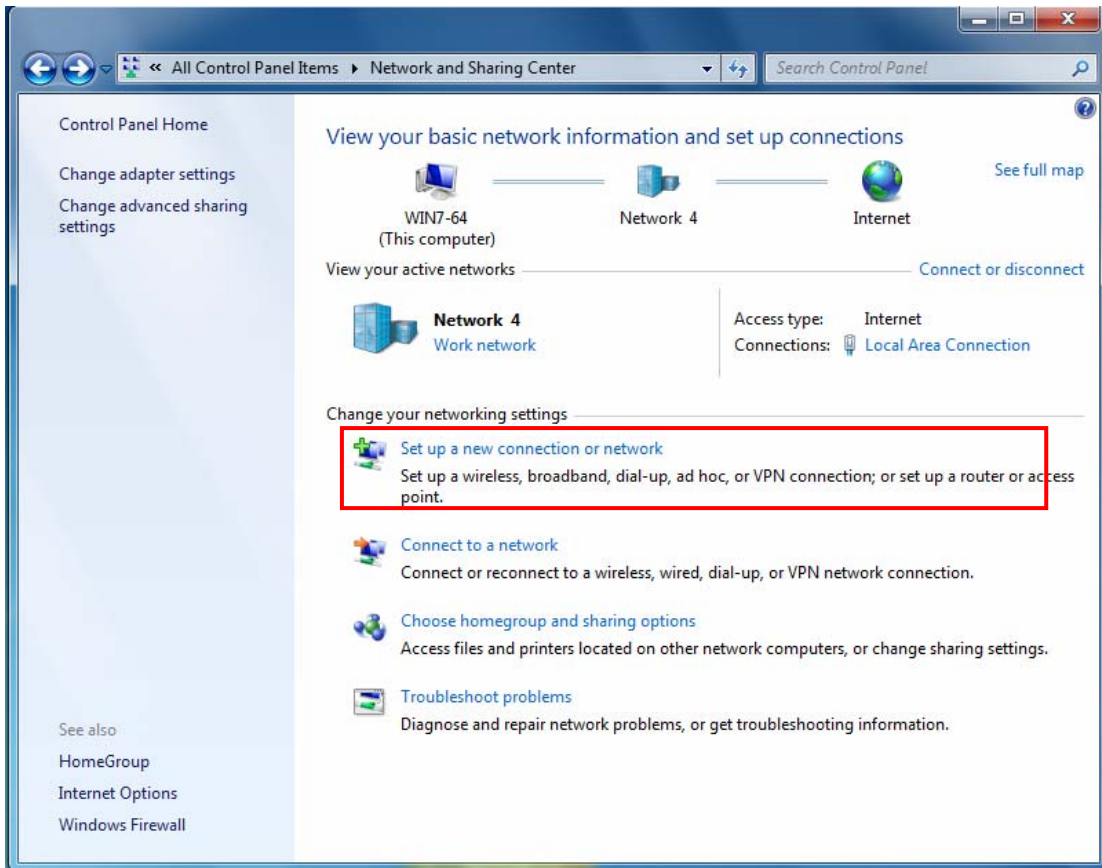 « All Control Panel Items ▸ Network and Sharing Center
Search Control Panel
Control Panel Home
Change adapter settings
Change advanced sharing
settings
See also
HomeGroup
Internet Options
Windows Firewall
View your basic network information and set up connections
See full map
WIN7-64
(This computer)
Network 4
Internet
View your active networks
Connect or disconnect
Network 4
Work network
Access type: Internet
Connections: Local Area Connection
Change your networking settings
Set up a new connection or network
Set up a wireless, broadband, dial-up, ad hoc, or VPN connection; or set up a router or access
point.
Connect to a network
Connect or reconnect to a wireless, wired, dial-up, or VPN network connection.
Choose homegroup and sharing options
Access files and printers located on other network computers, or change sharing settings.
Troubleshoot problems
Diagnose and repair network problems, or get troubleshooting information.